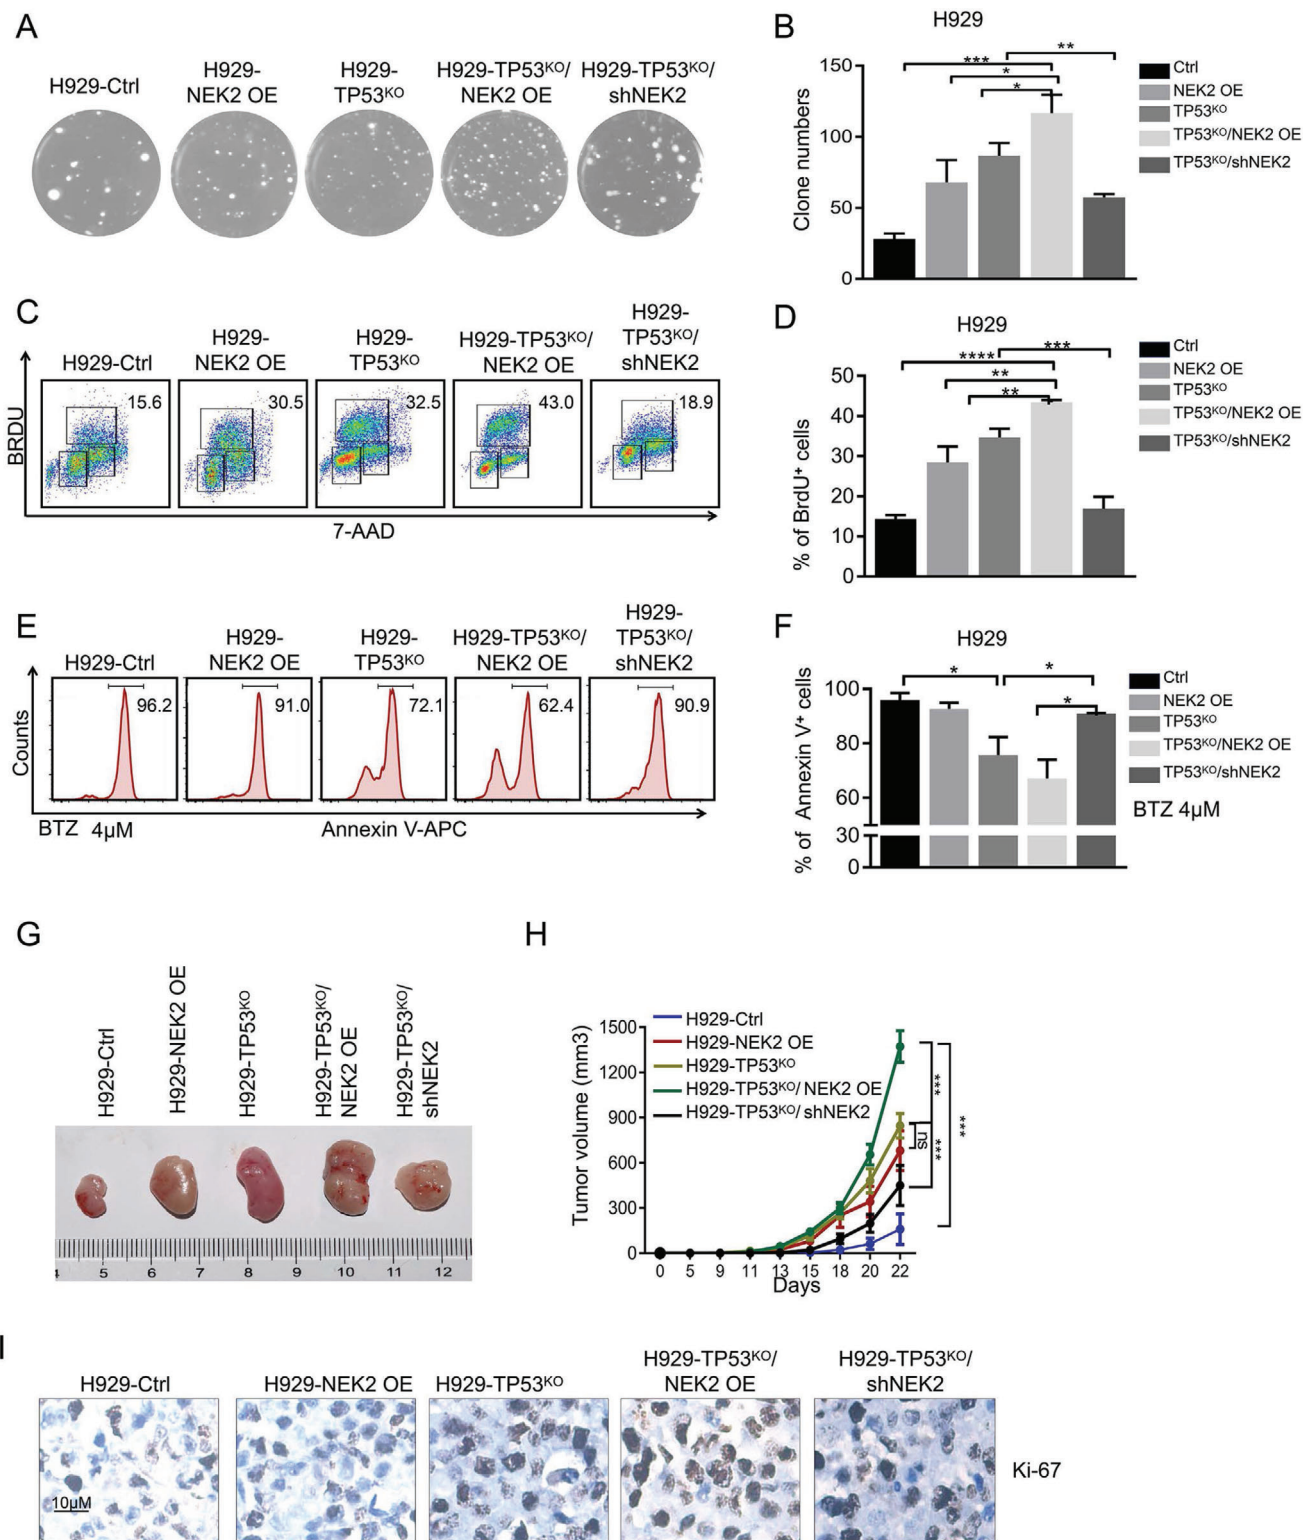 A
H929-Ctrl
H929-
NEK2 OE
H929-
TP53KO
H929-TP53KO/
NEK2 OE
H929-TP53KO/
shNEK2
B
H929
Clone numbers
150
100
50
0
***
*
*
**
Ctrl
NEK2 OE
TP53KO
TP53KO/NEK2 OE
TP53KO/shNEK2
C
H929-Ctrl
H929-
NEK2 OE
H929-
TP53KO
H929-TP53KO/
NEK2 OE
H929-
TP53KO/
shNEK2
BRDU
15.6
30.5
32.5
43.0
18.9
7-AAD
D
H929
% of BrdU+ cells
50
40
30
20
10
0
****
***
**
**
Ctrl
NEK2 OE
TP53KO
TP53KO/NEK2 OE
TP53KO/shNEK2
E
H929-Ctrl
H929-
NEK2 OE
H929-
TP53KO
H929-TP53KO/
NEK2 OE
H929-
TP53KO/
shNEK2
Counts
96.2
91.0
72.1
62.4
90.9
BTZ 4μM
Annexin V-APC
F
H929
% of Annexin V+ cells
100
80
60
30
0
*
*
*
Ctrl
NEK2 OE
TP53KO
TP53KO/NEK2 OE
TP53KO/shNEK2
BTZ 4μM
G
H929-Ctrl
H929-NEK2 OE
H929-TP53KO
H929-TP53KO/
NEK2 OE
H929-TP53KO/
shNEK2
4 5 6 7 8 9 10 11 12
H
Tumor volume (mm3)
1500
1200
900
600
300
0
H929-Ctrl
H929-NEK2 OE
H929-TP53KO
H929-TP53KO/ NEK2 OE
H929-TP53KO/ shNEK2
***
ns
***
***
0 5 9 11 13 15 18 20 22
Days
I
H929-Ctrl
H929-NEK2 OE
H929-TP53KO
H929-TP53KO/
NEK2 OE
H929-TP53KO/
shNEK2
10μM
Ki-67